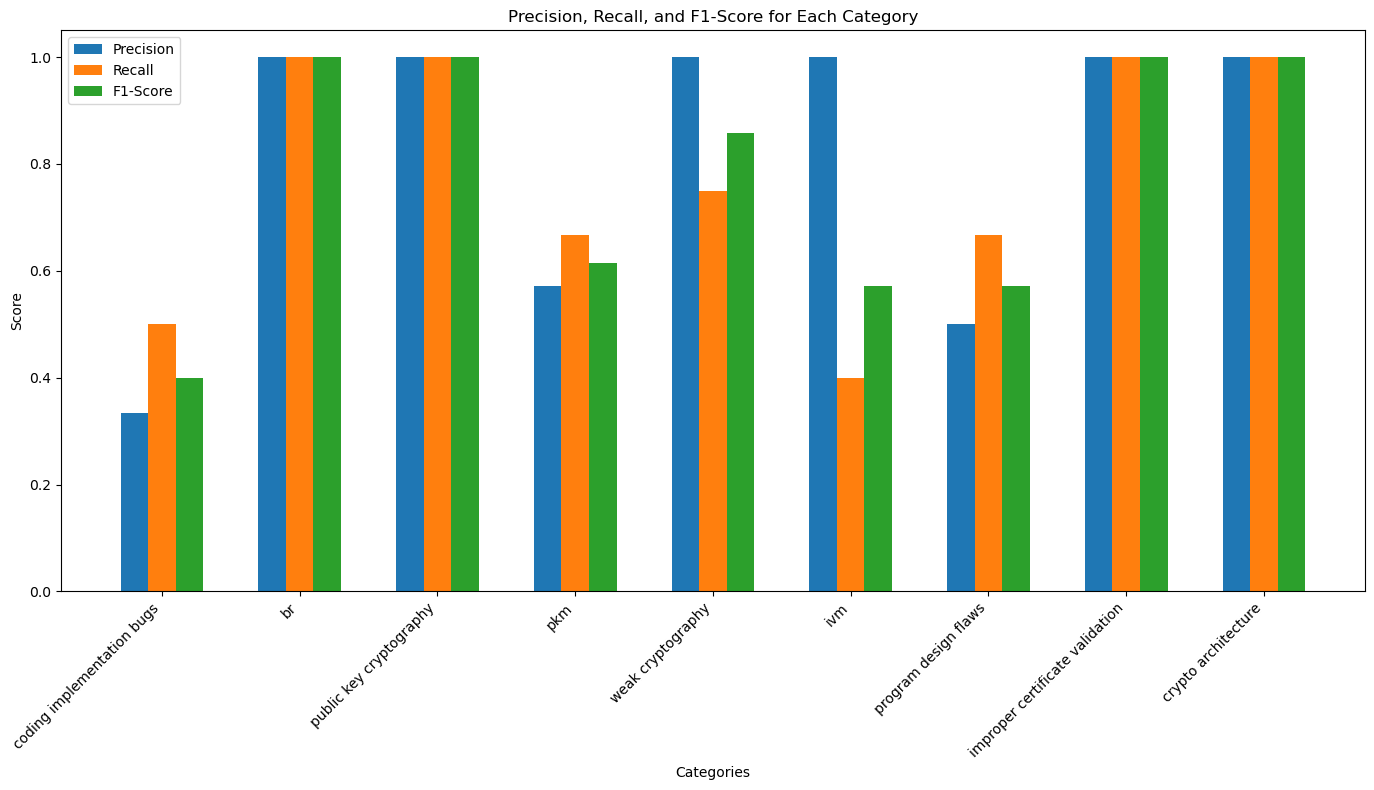 Precision, Recall, and F1-Score for Each Category
Precision
Recall
F1-Score
1.0
0.8
0.6
0.4
0.2
0.0
Score
coding implementation bugs
br
public key cryptography
pkm
weak cryptography
ivm
program design flaws
improper certificate validation
crypto architecture
Categories